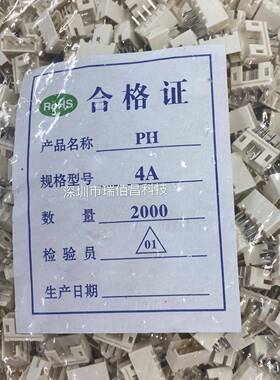 RoHS
合格证
产品名称 PH
规格型号 4A
深圳市瑞佰昌科技
数量 2000
检验员 01
生产日期